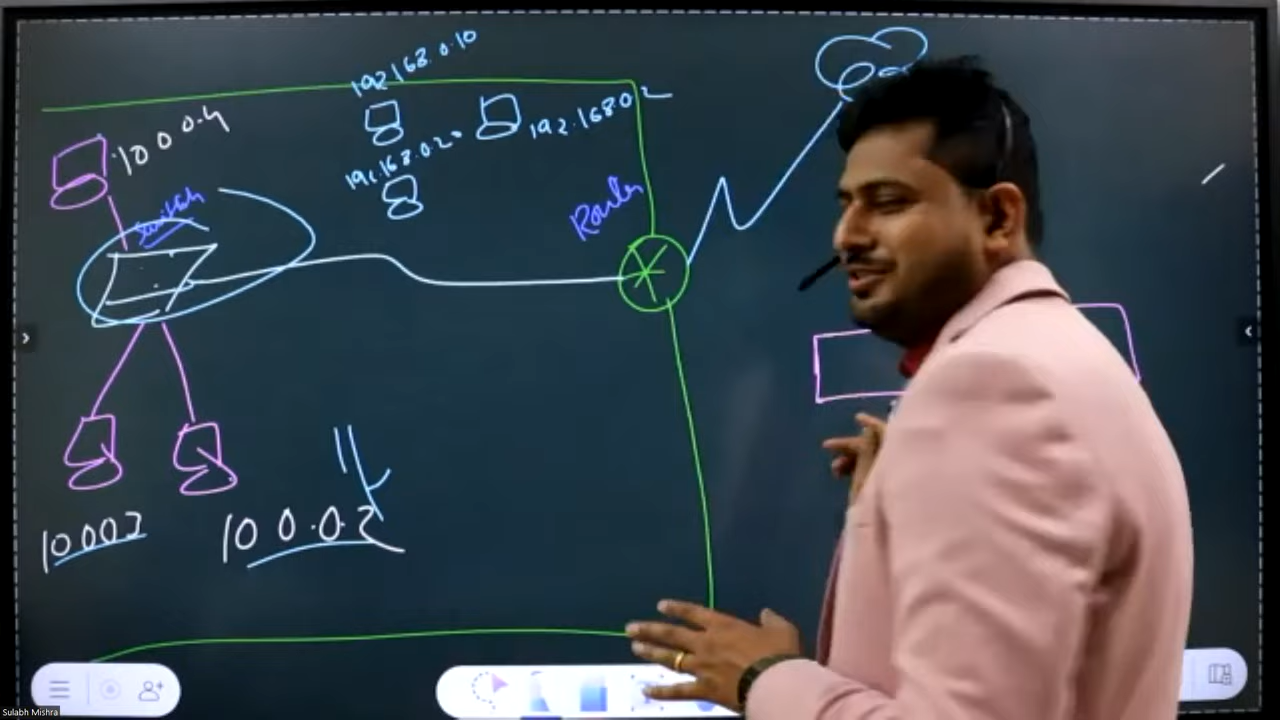 192.168.0.10
10 0 0.4
192.168.0.2
192.168.0.2
Switch
Router
10 0 0 2
10 0.0.2
Sulabh Mishra